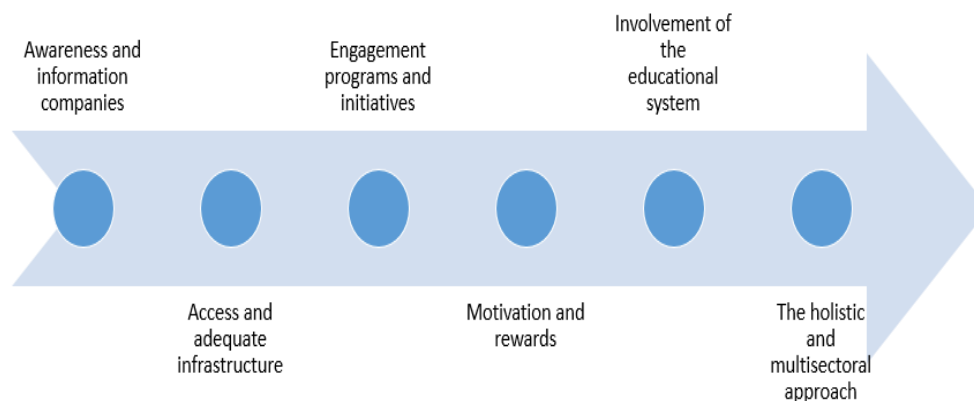 Awareness and
information
companies
Access and
adequate
infrastructure
Engagement
programs and
initiatives
Motivation and
rewards
Involvement of
the
educational
system
The holistic
and
multisectoral
approach